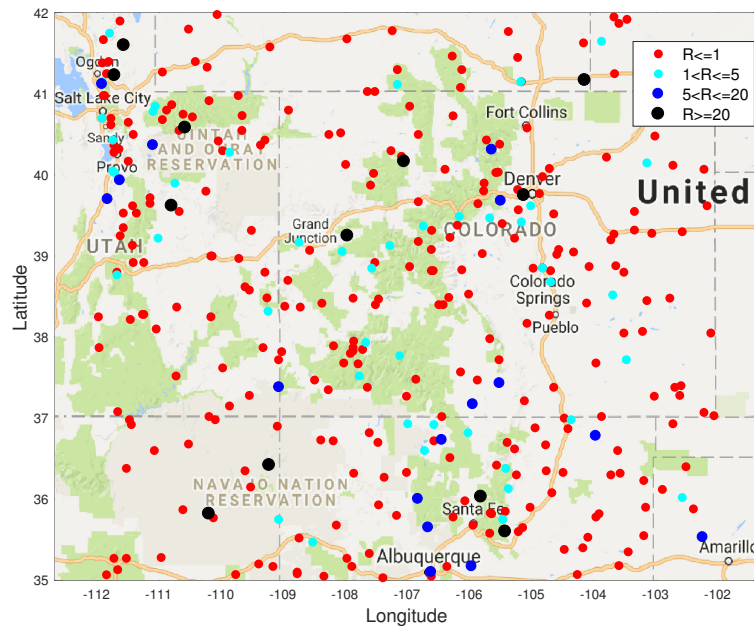 42
41
40
39
38
37
36
35
Latitude
Ogden
Salt Lake City
Sandy
Provo
UINTAH
AND OURAY
RESERVATION
UTAH
Grand
Junction
Fort Collins
Denver
COLORADO
United
Colorado
Springs
Pueblo
NAVAJO NATION
RESERVATION
Santa Fe
Albuquerque
Amarillo
R<=1
1<R<=5
5<R<=20
R>=20
-112 -111 -110 -109 -108 -107 -106 -105 -104 -103 -102
Longitude